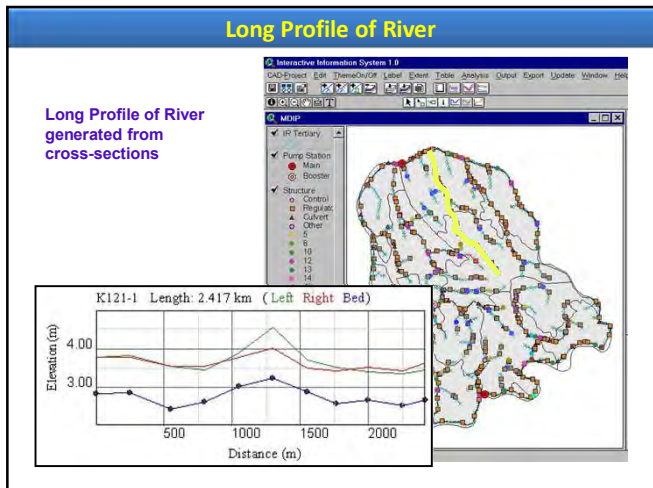 Long Profile of River
Long Profile of River
generated from
cross-sections
Interactive Information System 1.0
CAD-Project Edit ThemeOn/Off Label Extent Table Analysis Output Export Update Window Help
MDIP
IR Tertiary
Pump Station
Main
Booster
Structure
Control
Regulato
Culvert
Other
5
6
10
12
13
14
K121-1 Length: 2.417 km (Left Right Bed)
Elevation (m)
4.00
3.00
500 1000 1500 2000
Distance (m)